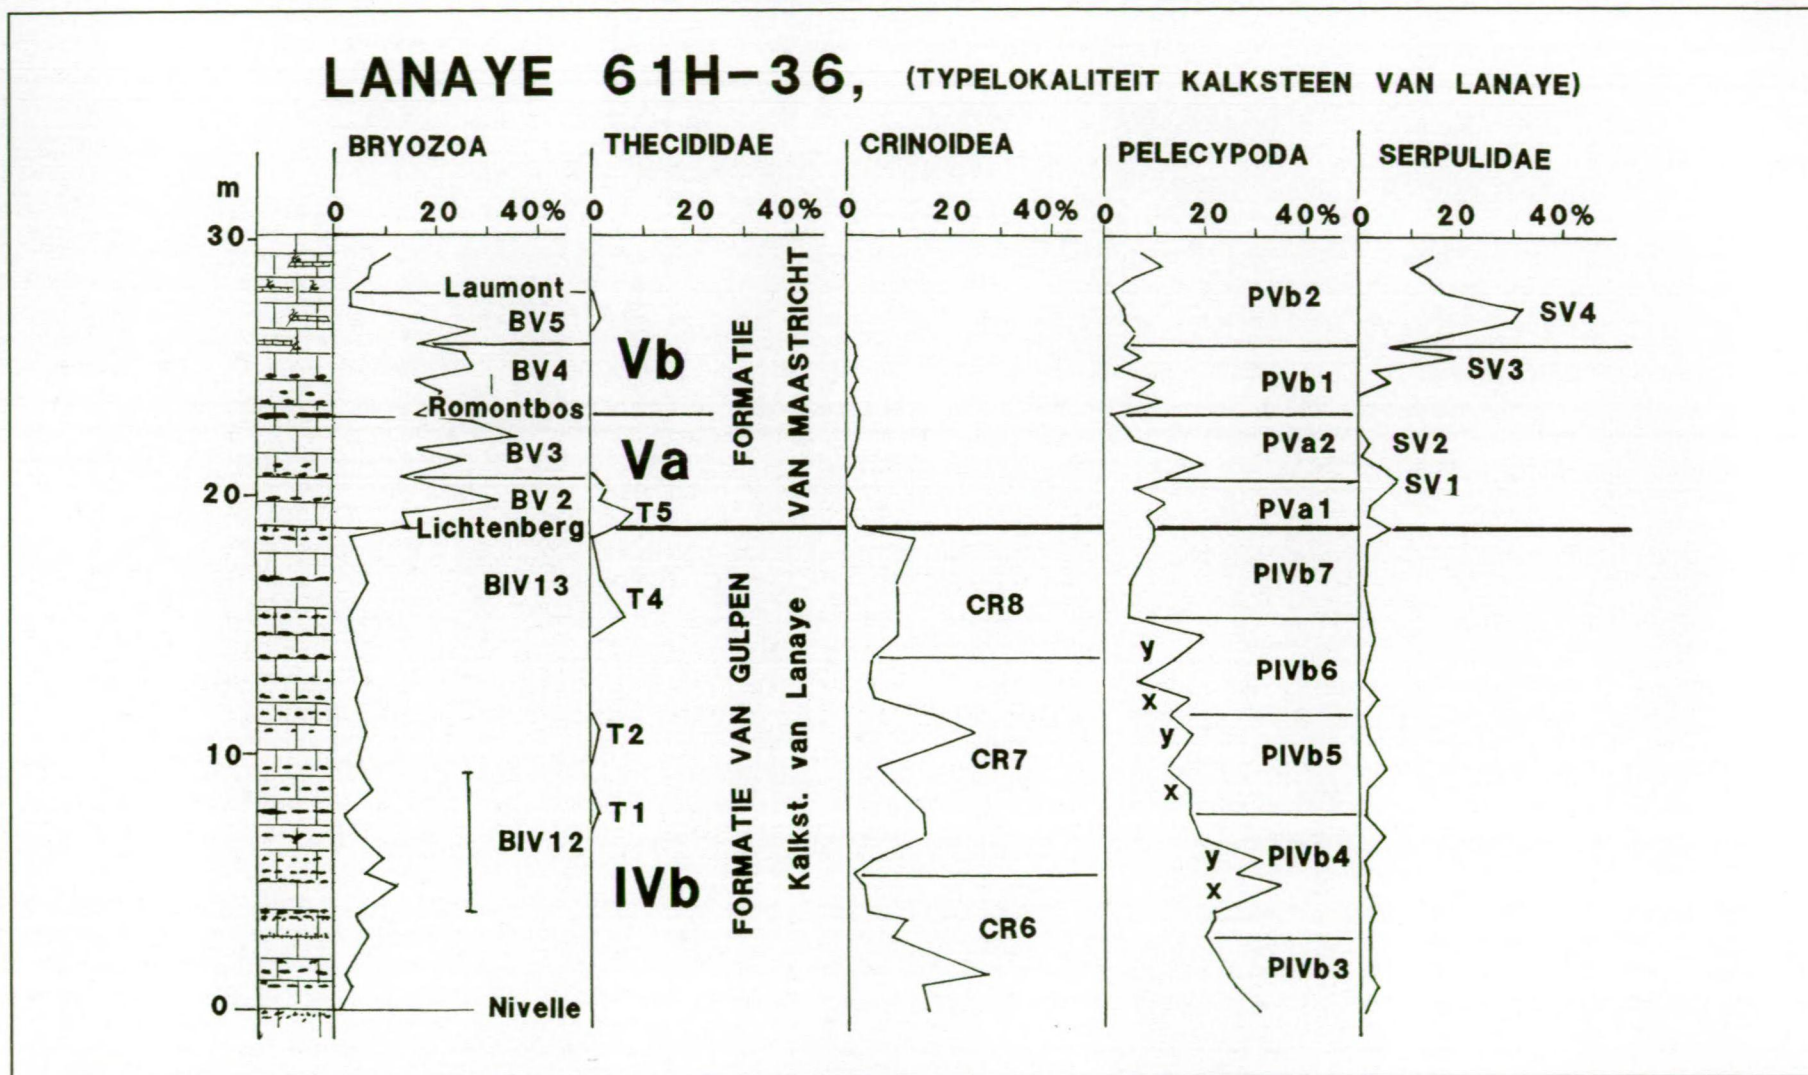 LANAYE 61H-36, (TYPELOKALITEIT KALKSTEEN VAN LANAYE)
BRYOZOA THECIDIDAE CRINOIDEA PELECYPODA SERPULIDAE
m
0 20 40% 0 20 40% 0 20 40% 0 20 40% 0 20 40%
30
20
10
0
Laumont
BV5
BV4
Romontbos
BV3
BV2
Lichtenberg
BIV13
BIV12
Nivelle
Vb
Va
T5
T4
T2
T1
IVb
FORMATIE
VAN MAASTRICHT
FORMATIE VAN GULPEN
Kalkst. van Lanaye
CR8
CR7
CR6
PVb2
PVb1
PVa2
PVa1
PIVb7
y
PIVb6
x
y
PIVb5
x
y
PIVb4
x
PIVb3
SV4
SV3
SV2
SV1